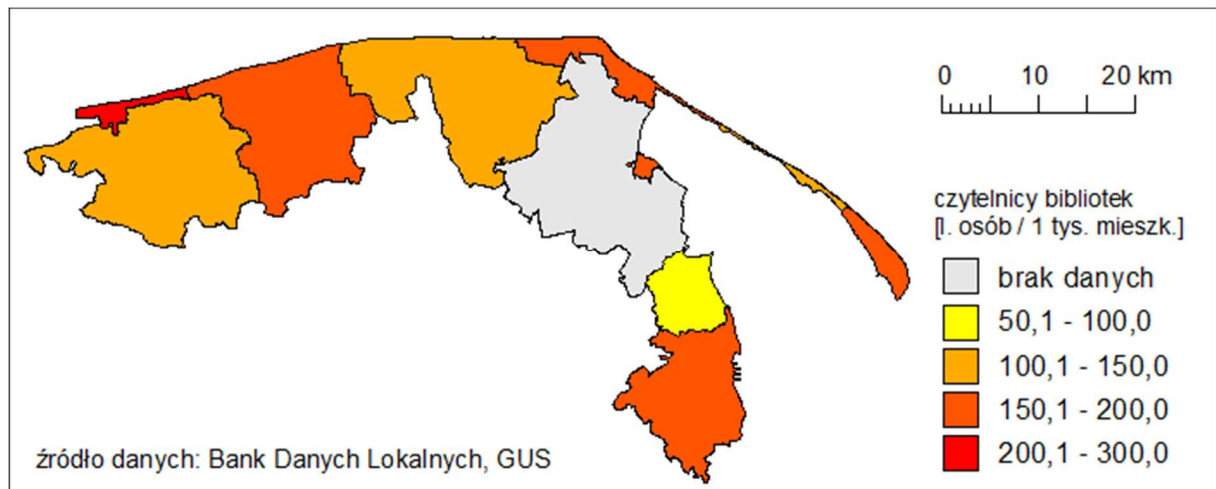 0 10 20 km
czytelnicy bibliotek
[l. osób / 1 tys. mieszk.]
brak danych
50,1 - 100,0
100,1 - 150,0
150,1 - 200,0
200,1 - 300,0
źródło danych: Bank Danych Lokalnych, GUS